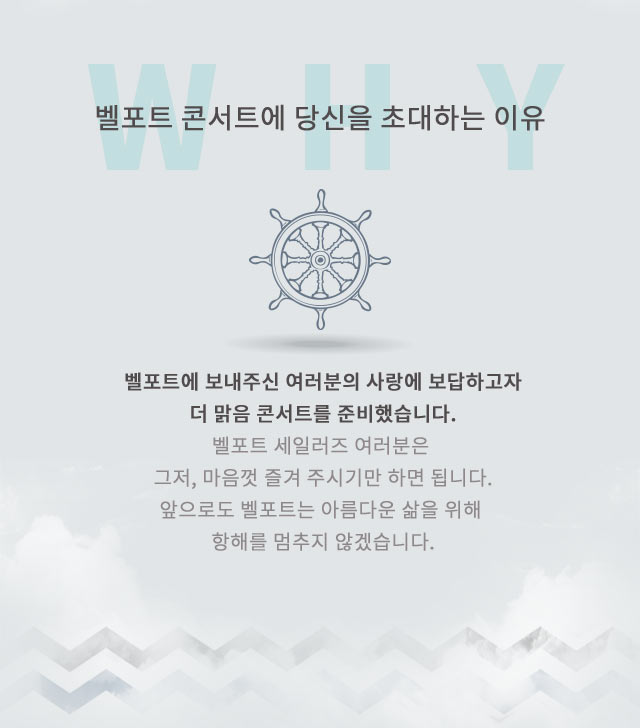 WHY
벨포트 콘서트에 당신을 초대하는 이유
벨포트에 보내주신 여러분의 사랑에 보답하고자
더 맑음 콘서트를 준비했습니다.
벨포트 세일러즈 여러분은
그저, 마음껏 즐겨 주시기만 하면 됩니다.
앞으로도 벨포트는 아름다운 삶을 위해
항해를 멈추지 않겠습니다.